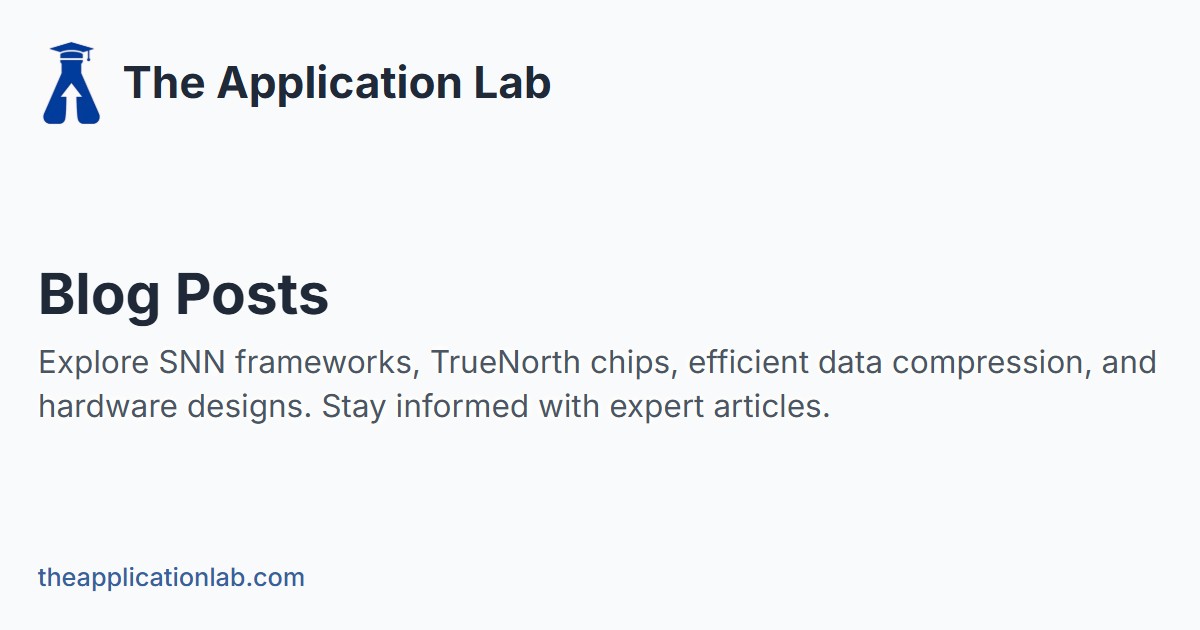 The Application Lab
Blog Posts
Explore SNN frameworks, TrueNorth chips, efficient data compression, and
hardware designs. Stay informed with expert articles.
theapplicationlab.com